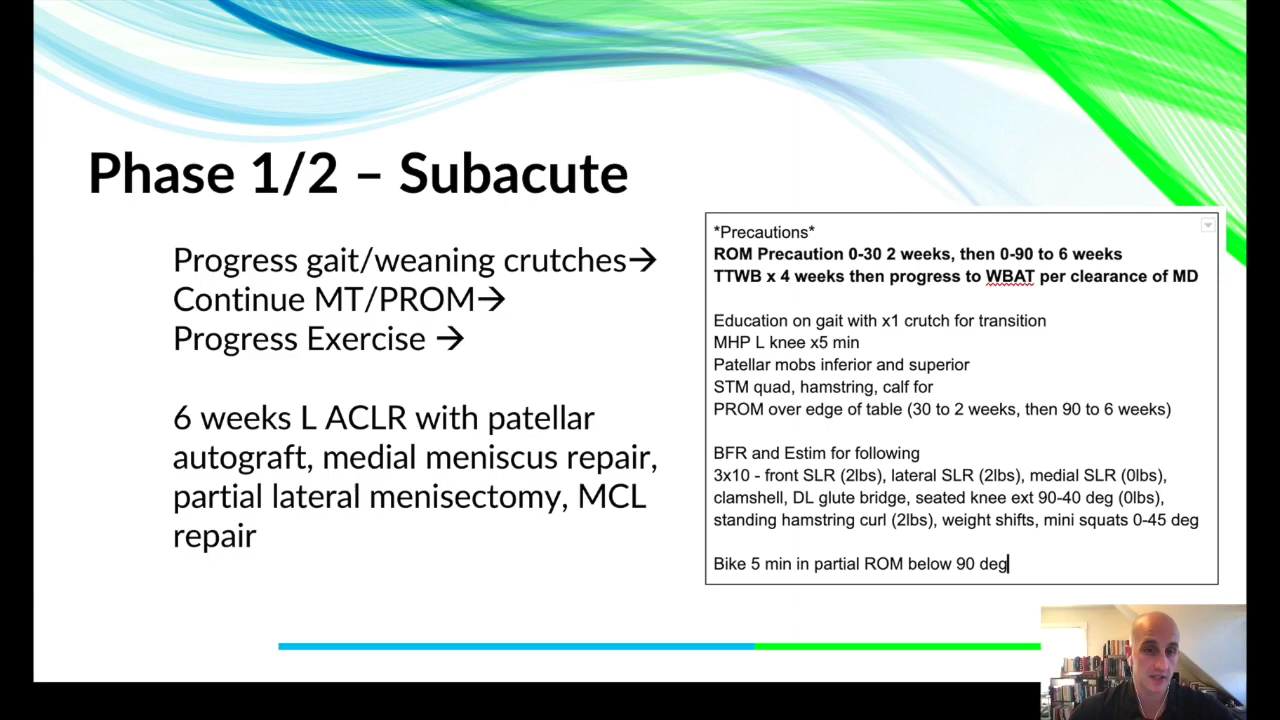 Phase 1/2 – Subacute
Progress gait/weaning crutches→
Continue MT/PROM→
Progress Exercise →
6 weeks L ACLR with patellar
autograft, medial meniscus repair,
partial lateral menisectomy, MCL
repair
*Precautions*
ROM Precaution 0-30 2 weeks, then 0-90 to 6 weeks
TTWB x 4 weeks then progress to WBAT per clearance of MD
Education on gait with x1 crutch for transition
MHP L knee x5 min
Patellar mobs inferior and superior
STM quad, hamstring, calf for
PROM over edge of table (30 to 2 weeks, then 90 to 6 weeks)
BFR and Estim for following
3x10 - front SLR (2lbs), lateral SLR (2lbs), medial SLR (0lbs),
clamshell, DL glute bridge, seated knee ext 90-40 deg (0lbs),
standing hamstring curl (2lbs), weight shifts, mini squats 0-45 deg
Bike 5 min in partial ROM below 90 deg